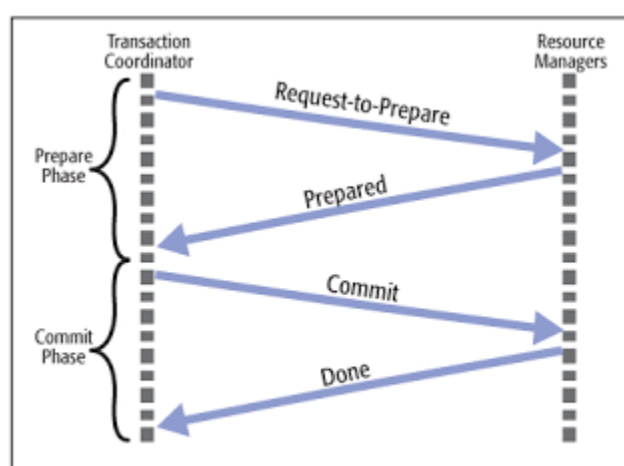 Transaction
Coordinator
Resource
Managers
Request-to-Prepare
Prepare
Phase
Prepared
Commit
Commit
Phase
Done